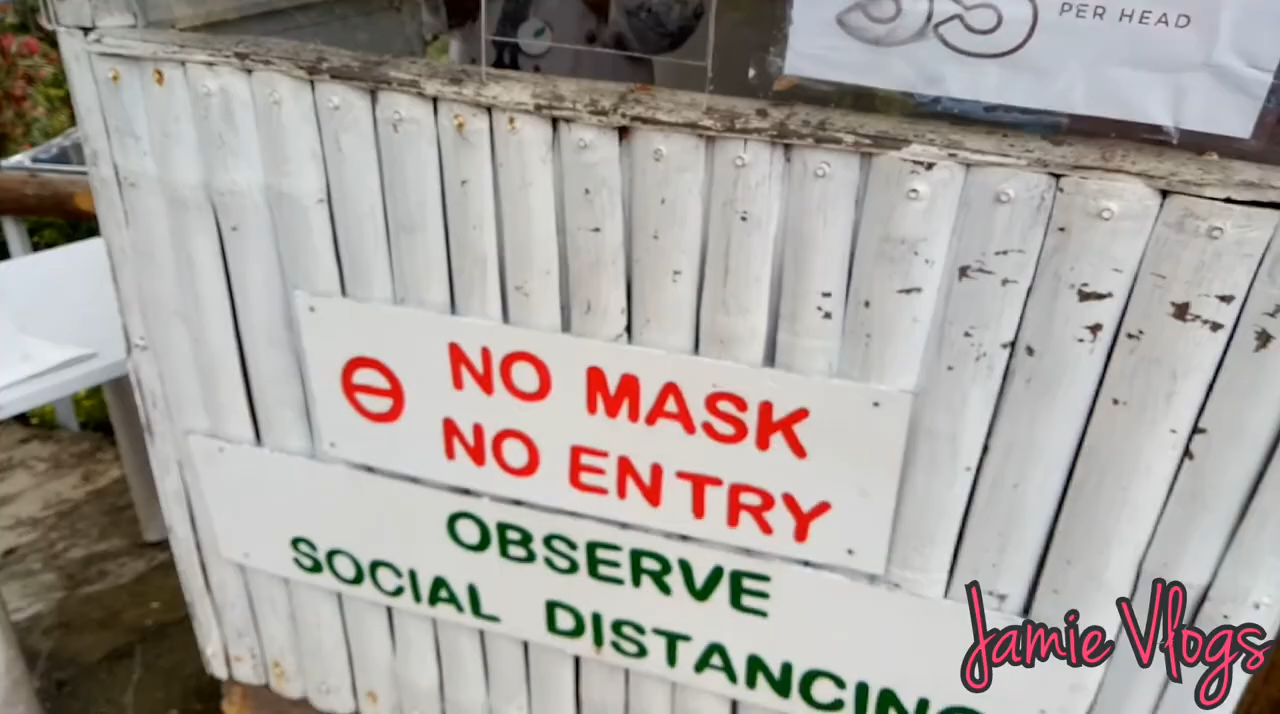 PER HEAD
NO MASK
NO ENTRY
OBSERVE
SOCIAL DISTANCING
Jamie Vlogs